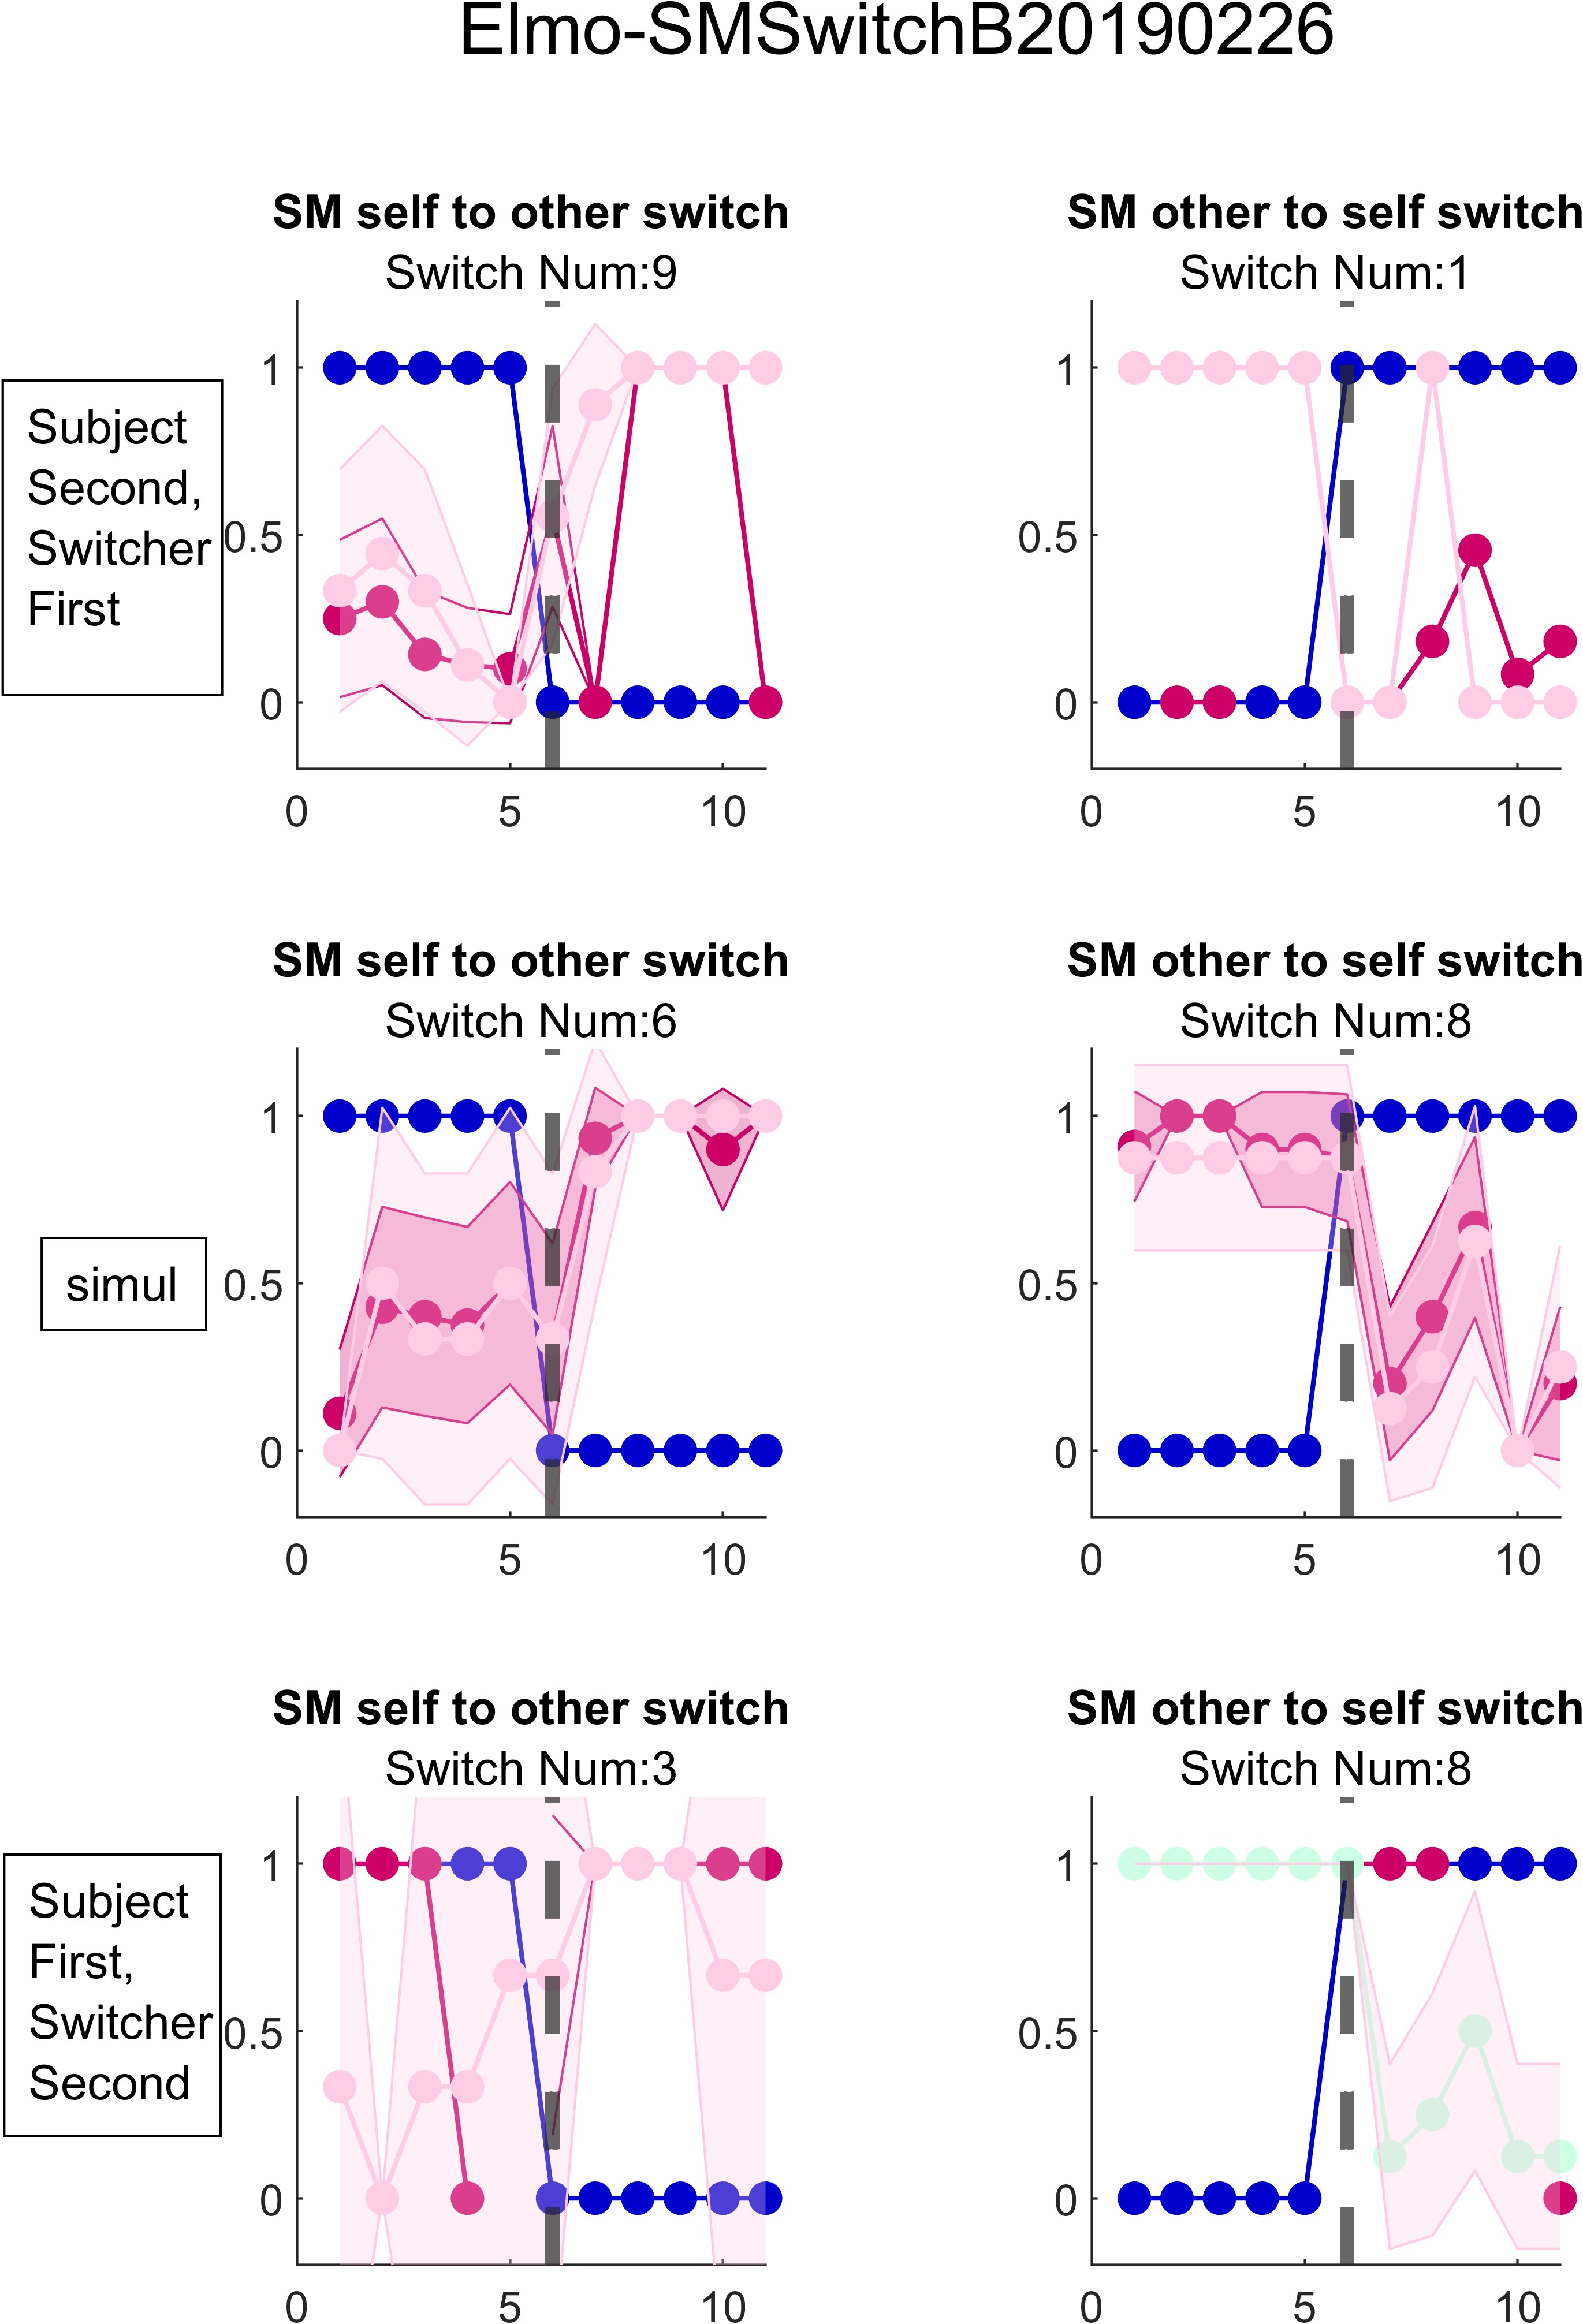 Elmo-SMSwitchB20190226
SM self to other switch
Switch Num:9
SM other to self switch
Switch Num:1
Subject
Second,
Switcher
First
1
0.5
0
0
5
10
1
0.5
0
0
5
10
SM self to other switch
Switch Num:6
SM other to self switch
Switch Num:8
simul
1
0.5
0
0
5
10
1
0.5
0
0
5
10
SM self to other switch
Switch Num:3
SM other to self switch
Switch Num:8
Subject
First,
Switcher
Second
1
0.5
0
0
5
10
1
0.5
0
0
5
10